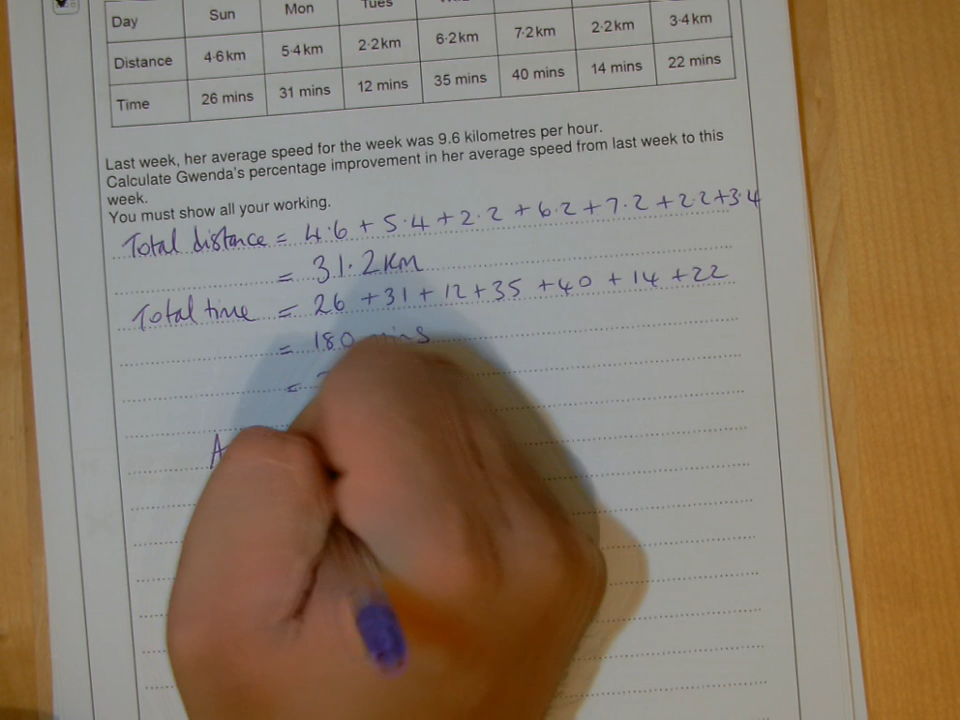 Day Sun Mon Tues
Distance 4·6 km 5·4 km 2·2 km 6·2 km 7·2 km 2·2 km 3·4 km
Time 26 mins 31 mins 12 mins 35 mins 40 mins 14 mins 22 mins
Last week, her average speed for the week was 9.6 kilometres per hour.
Calculate Gwenda's percentage improvement in her average speed from last week to this
week.
You must show all your working.
Total distance = 4·6 + 5·4 + 2·2 + 6·2 + 7·2 + 2·2 + 3·4
= 31·2 km
Total time = 26 + 31 + 12 + 35 + 40 + 14 + 22
= 180 mins
=
A